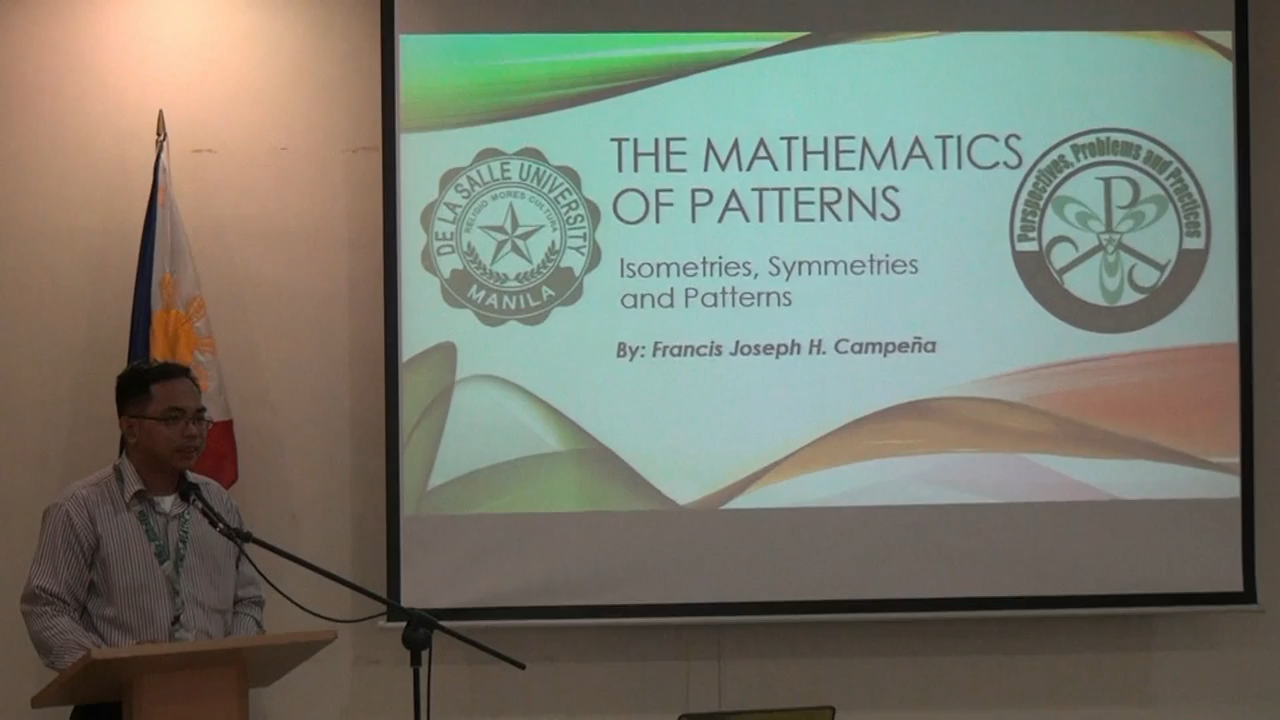 THE MATHEMATICS
OF PATTERNS
Isometries, Symmetries
and Patterns
By: Francis Joseph H. Campeña
DE LA SALLE UNIVERSITY
RELIGIO MORES CULTURA
MANILA
Perspectives, Problems and Practices
P